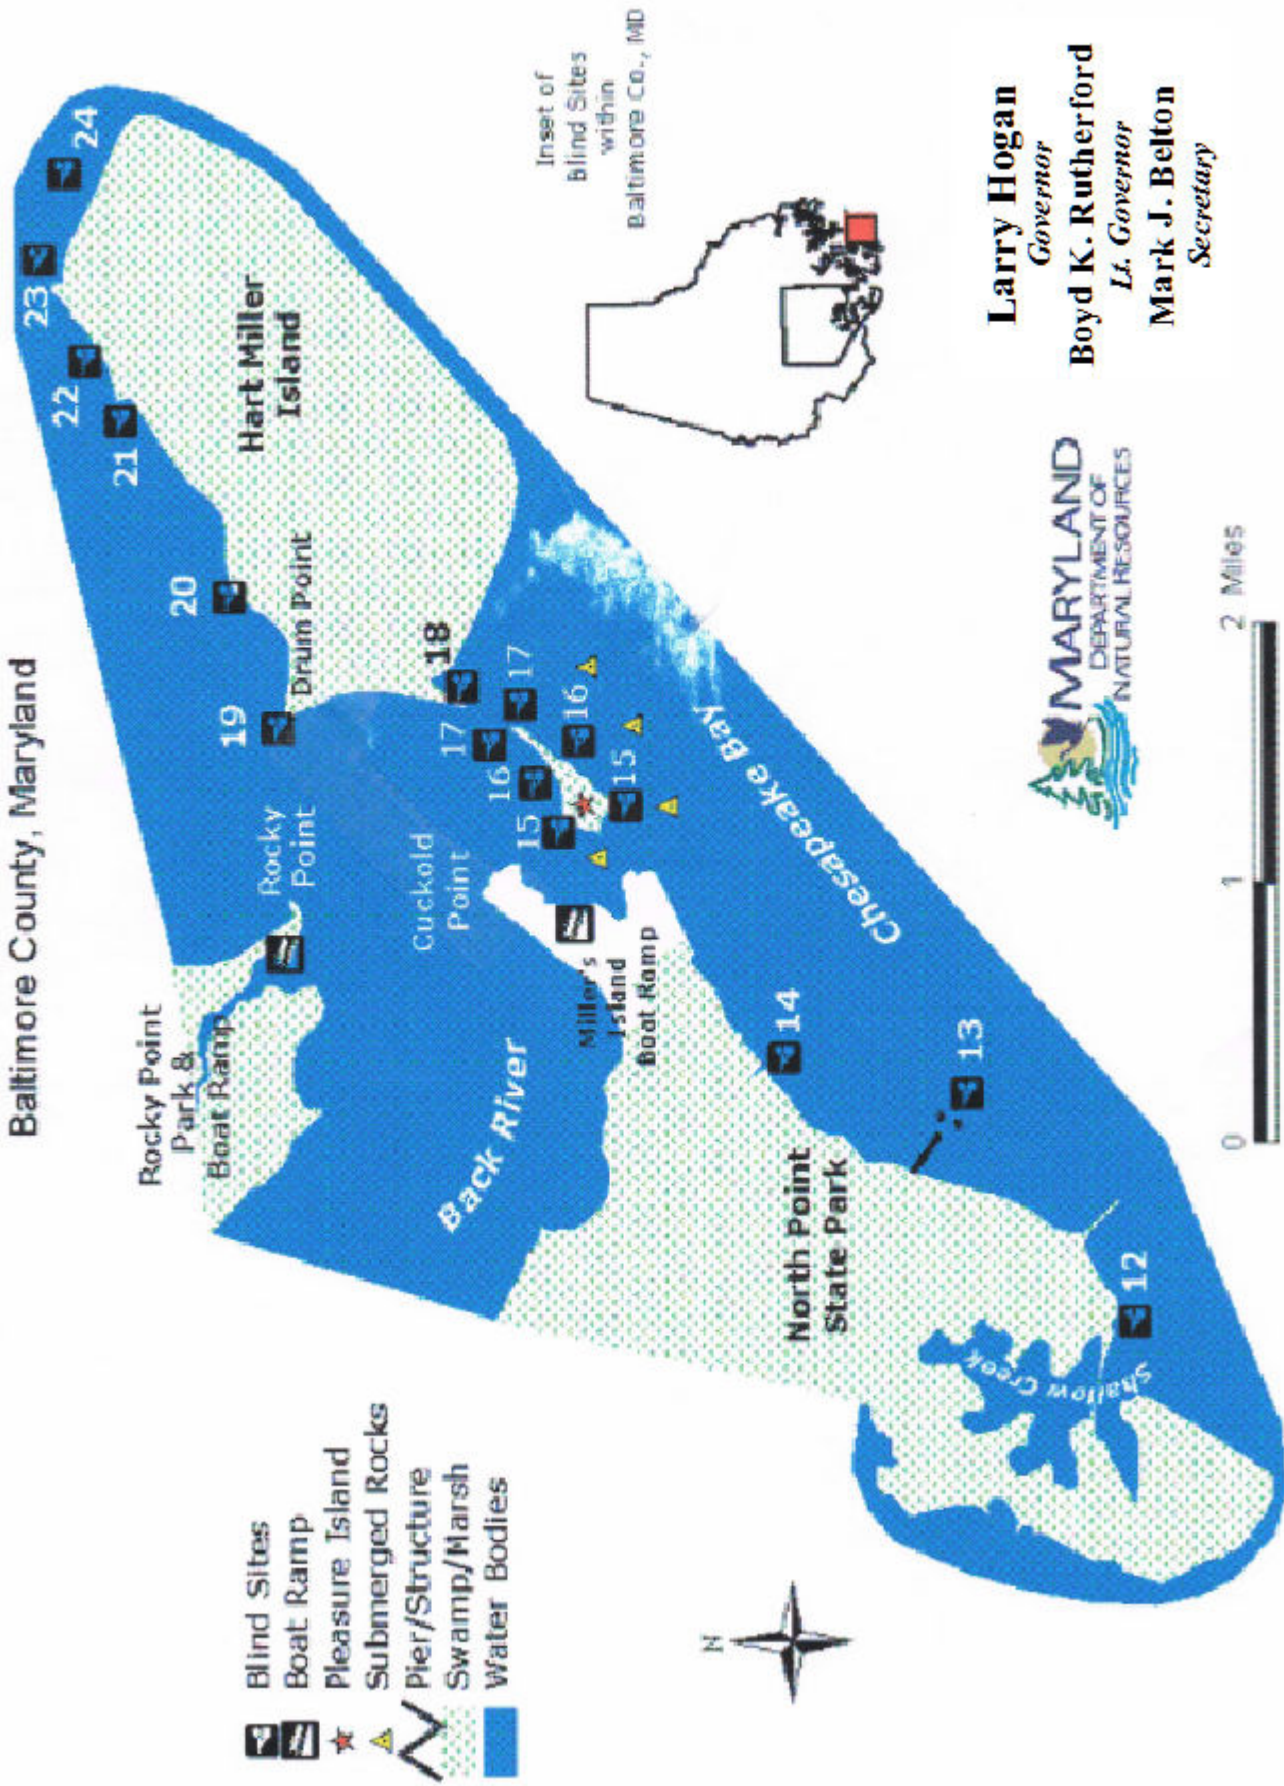 Baltimore County, Maryland
Blind Sites
Boat Ramp
Pleasure Island
Submerged Rocks
Pier/Structure
Swamp/Marsh
Water Bodies
N
Rocky Point
Park &
Boat Ramp
Rocky
Point
Cuckold
Point
Back River
Miller's
Island
Boat Ramp
North Point
State Park
Shallow Creek
Chesapeake Bay
Drum Point
Hart Miller
Island
12
13
14
15
15
16
16
17
17
18
19
20
21
22
23
24
Inset of
Blind Sites
within
Baltimore Co., MD
MARYLAND
DEPARTMENT OF
NATURAL RESOURCES
Larry Hogan
Governor
Boyd K. Rutherford
Lt. Governor
Mark J. Belton
Secretary
0 1 2 Miles